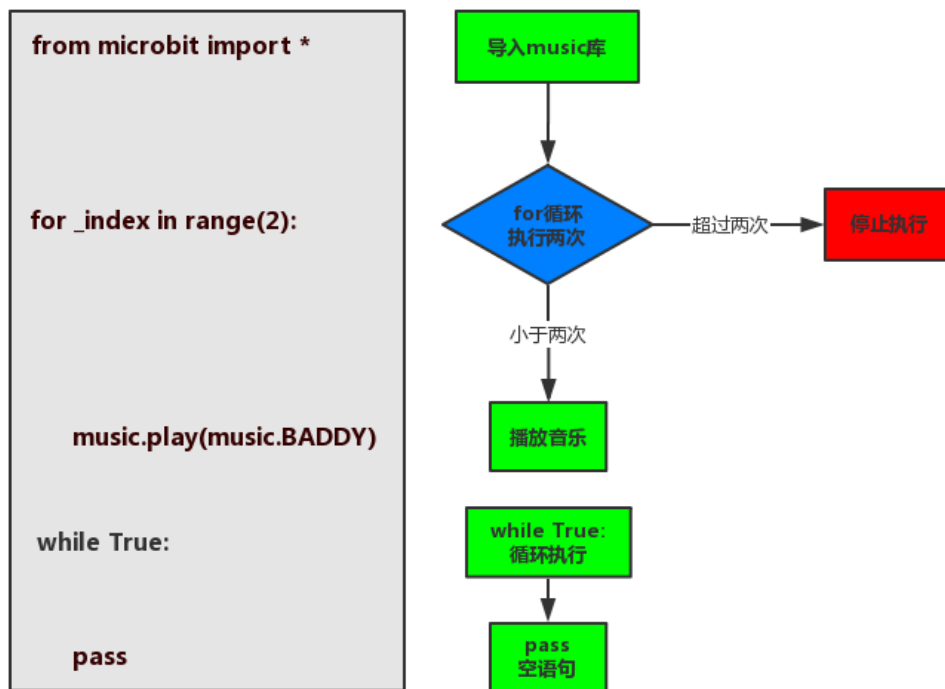 from microbit import *
导入music库
for _index in range(2):
for循环
执行两次
超过两次
停止执行
小于两次
music.play(music.BADDY)
播放音乐
while True:
while True:
循环执行
pass
pass
空语句